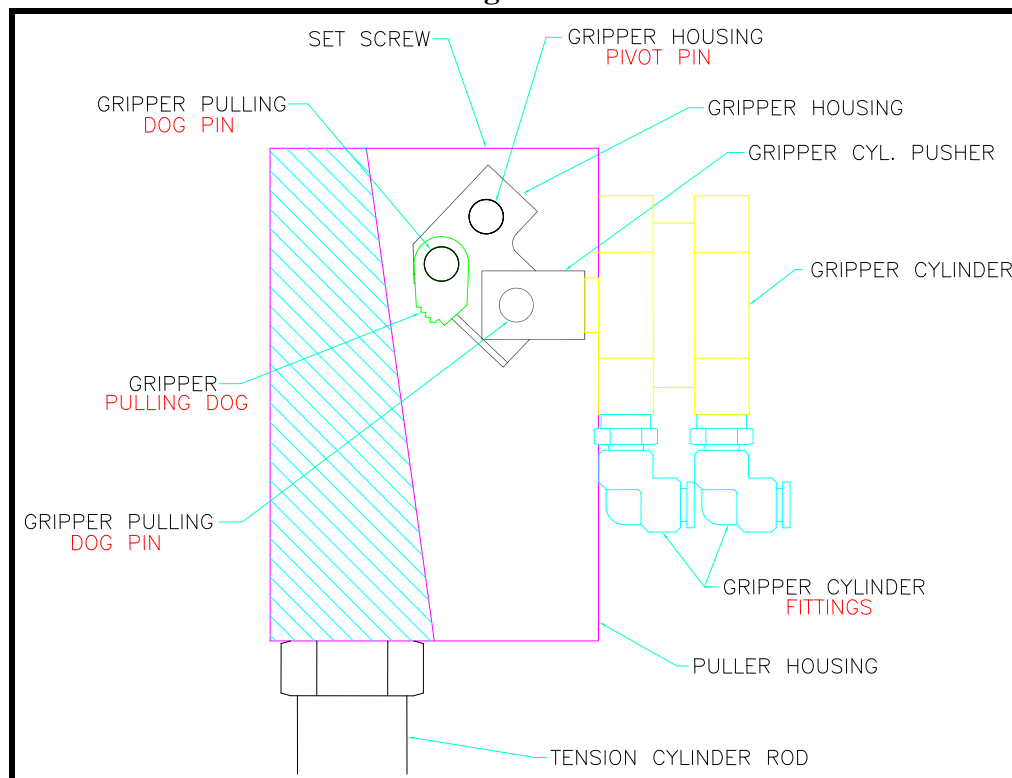 SET SCREW
GRIPPER HOUSING
PIVOT PIN
GRIPPER PULLING
DOG PIN
GRIPPER HOUSING
GRIPPER CYL. PUSHER
GRIPPER CYLINDER
GRIPPER
PULLING DOG
GRIPPER PULLING
DOG PIN
GRIPPER CYLINDER
FITTINGS
PULLER HOUSING
TENSION CYLINDER ROD